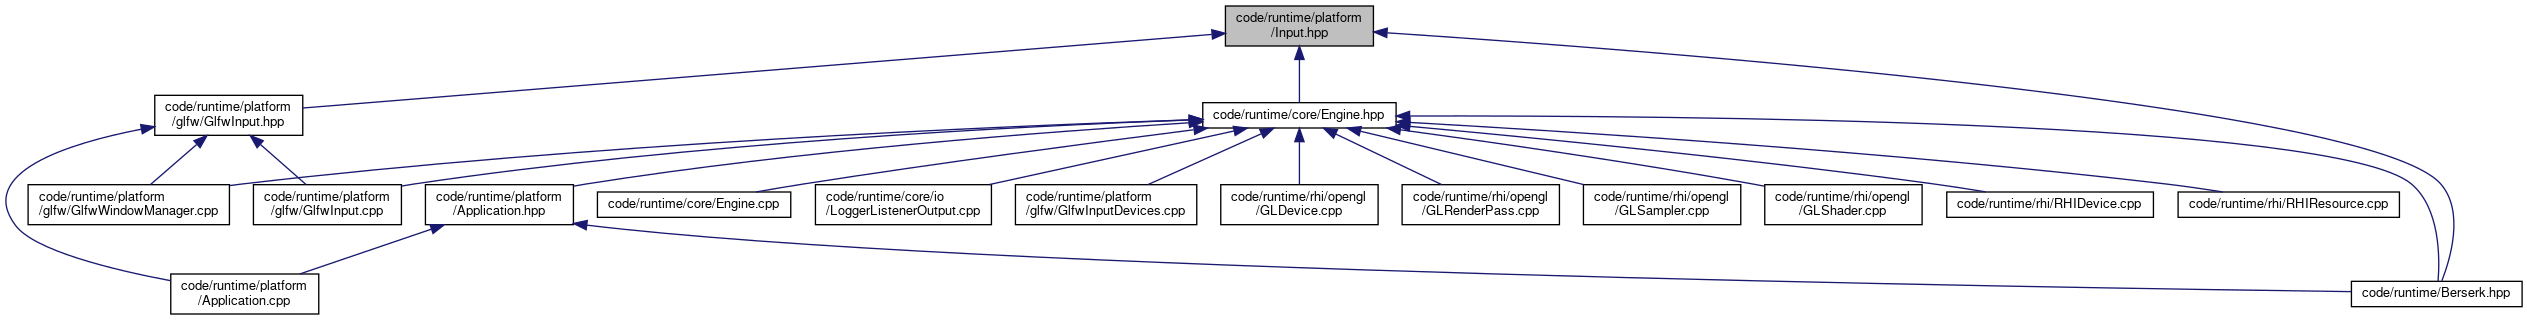 code/runtime/platform
/Input.hpp
code/runtime/platform
/glfw/GlfwInput.hpp
code/runtime/core/Engine.hpp
code/runtime/platform
/glfw/GlfwWindowManager.cpp
code/runtime/platform
/glfw/GlfwInput.cpp
code/runtime/platform
/Application.hpp
code/runtime/core/Engine.cpp
code/runtime/core/io
/LoggerListenerOutput.cpp
code/runtime/platform
/glfw/GlfwInputDevices.cpp
code/runtime/rhi/opengl
/GLDevice.cpp
code/runtime/rhi/opengl
/GLRenderPass.cpp
code/runtime/rhi/opengl
/GLSampler.cpp
code/runtime/rhi/opengl
/GLShader.cpp
code/runtime/rhi/RHIDevice.cpp
code/runtime/rhi/RHIResource.cpp
code/runtime/platform
/Application.cpp
code/runtime/Berserk.hpp